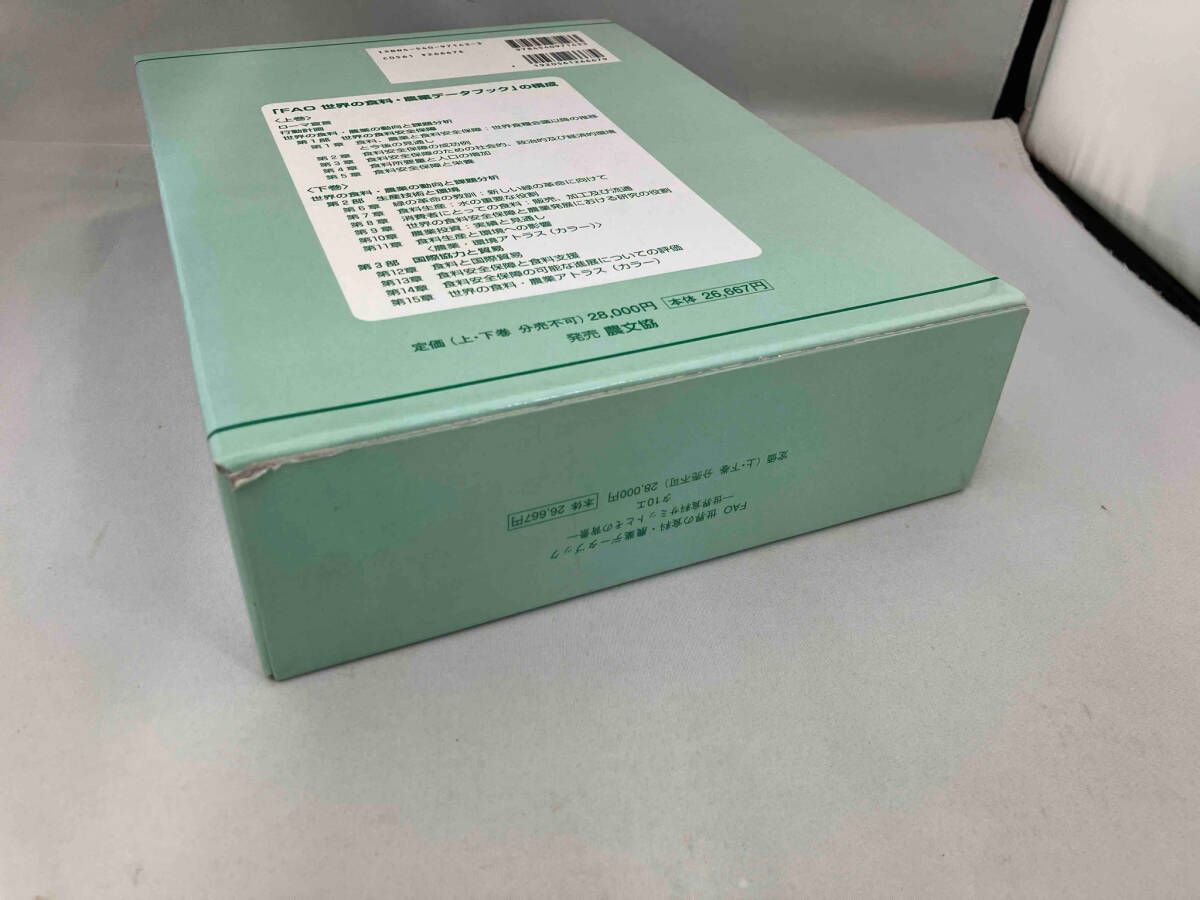 ISBN4-540-97163-3
C0561 ¥26667E
「FAO 世界の食料・農業データブック」の構成
〈上巻〉
ローマ宣言
行動計画
世界の食料・農業の動向と課題分析
第1部 世界の食料安全保障
第1章 食料、農業と食料安全保障：世界食糧会議以降の推移
と今後の見通し
第2章 食料安全保障の成功例
第3章 食料安全保障のための社会的、政治的及び経済的環境
第4章 食料所要量と人口の増加
第5章 食料安全保障と栄養
〈下巻〉
世界の食料・農業の動向と課題分析
第2部 生産技術と環境
第6章 緑の革命の教訓：新しい緑の革命に向けて
第7章 食料生産：水の重要な役割
第8章 消費者にとっての食料：販売、加工及び流通
第9章 世界の食料安全保障と農業発展における研究の役割
第10章 農業投資：実績と見通し
第11章 食料生産と環境への影響
〈農業・環境アトラス（カラー）〉
第3部 国際協力と貿易
第12章 食料と国際貿易
第13章 食料安全保障と食料支援
第14章 食料安全保障の可能な進展についての評価
第15章 世界の食料・農業アトラス（カラー）
定価（上・下巻 分売不可）28,000円 本体 26,667円
発売 農文協
FAO 世界の食料・農業データブック
―世界食料サミットとその背景―
タ10エ
定価（上・下巻 分売不可）28,000円 本体 26,667円